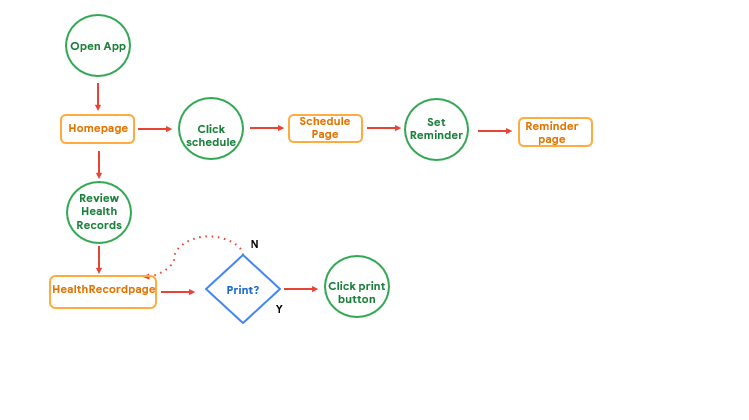 Open App
Homepage
Click
schedule
Schedule
Page
Set
Reminder
Reminder
page
Review
Health
Records
HealthRecordpage
N
Print?
Y
Click print
button